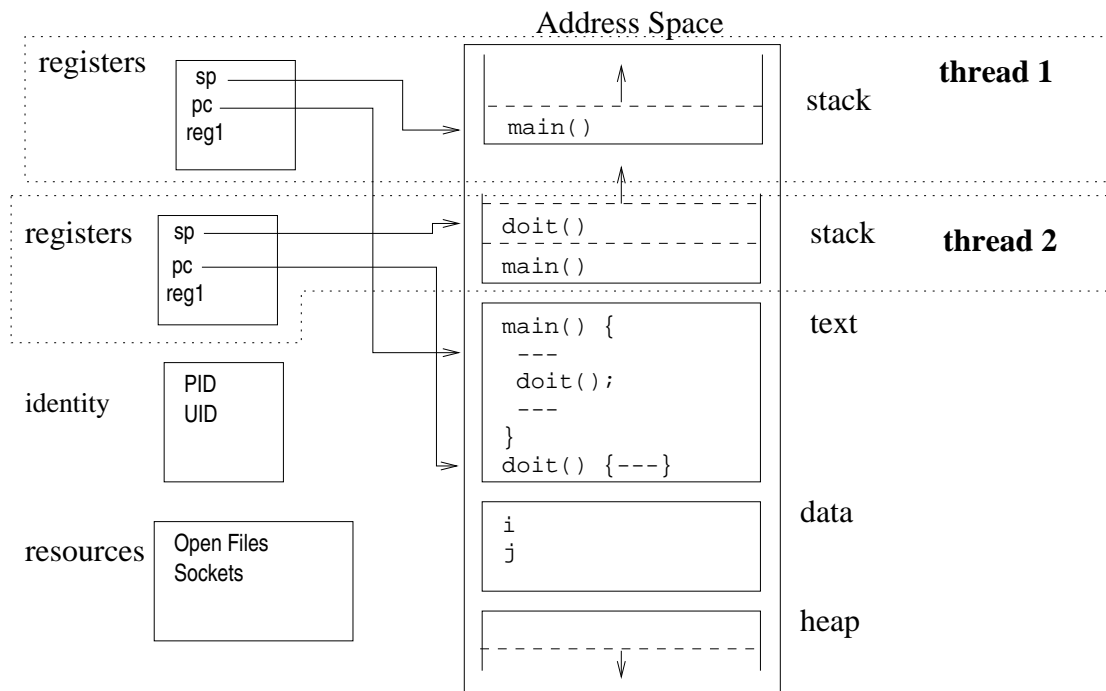 Address Space
registers
sp
pc
reg1
main()
stack
thread 1
registers
sp
pc
reg1
doit()
main()
stack
thread 2
main() {
---
doit();
---
}
doit() {---}
text
identity
PID
UID
i
j
data
resources
Open Files
Sockets
heap